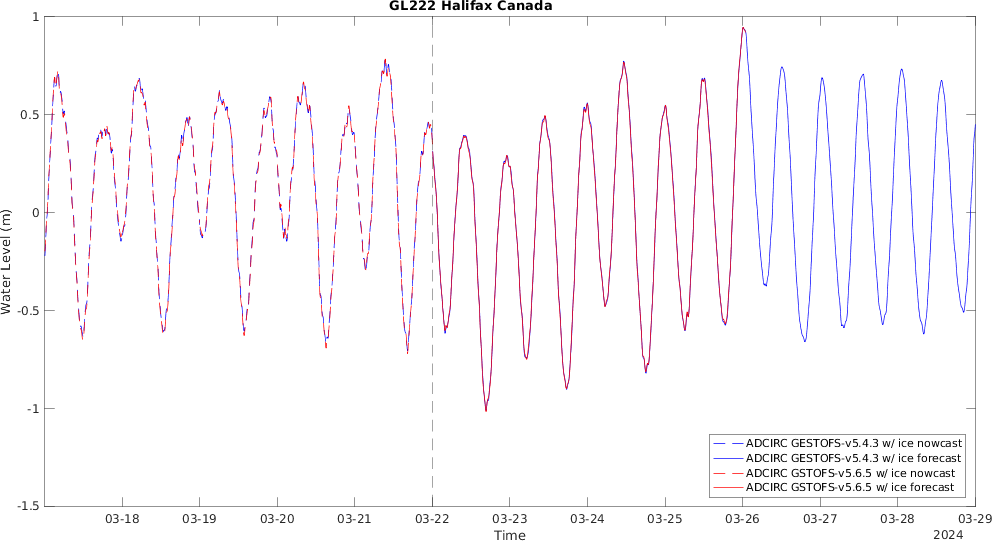 GL222 Halifax Canada
Water Level (m)
1
0.5
0
-0.5
-1
-1.5
ADCIRC GESTOFS-v5.4.3 w/ ice nowcast
ADCIRC GESTOFS-v5.4.3 w/ ice forecast
ADCIRC GSTOFS-v5.6.5 w/ ice nowcast
ADCIRC GSTOFS-v5.6.5 w/ ice forecast
03-18 03-19 03-20 03-21 03-22 03-23 03-24 03-25 03-26 03-27 03-28 03-29
Time
2024